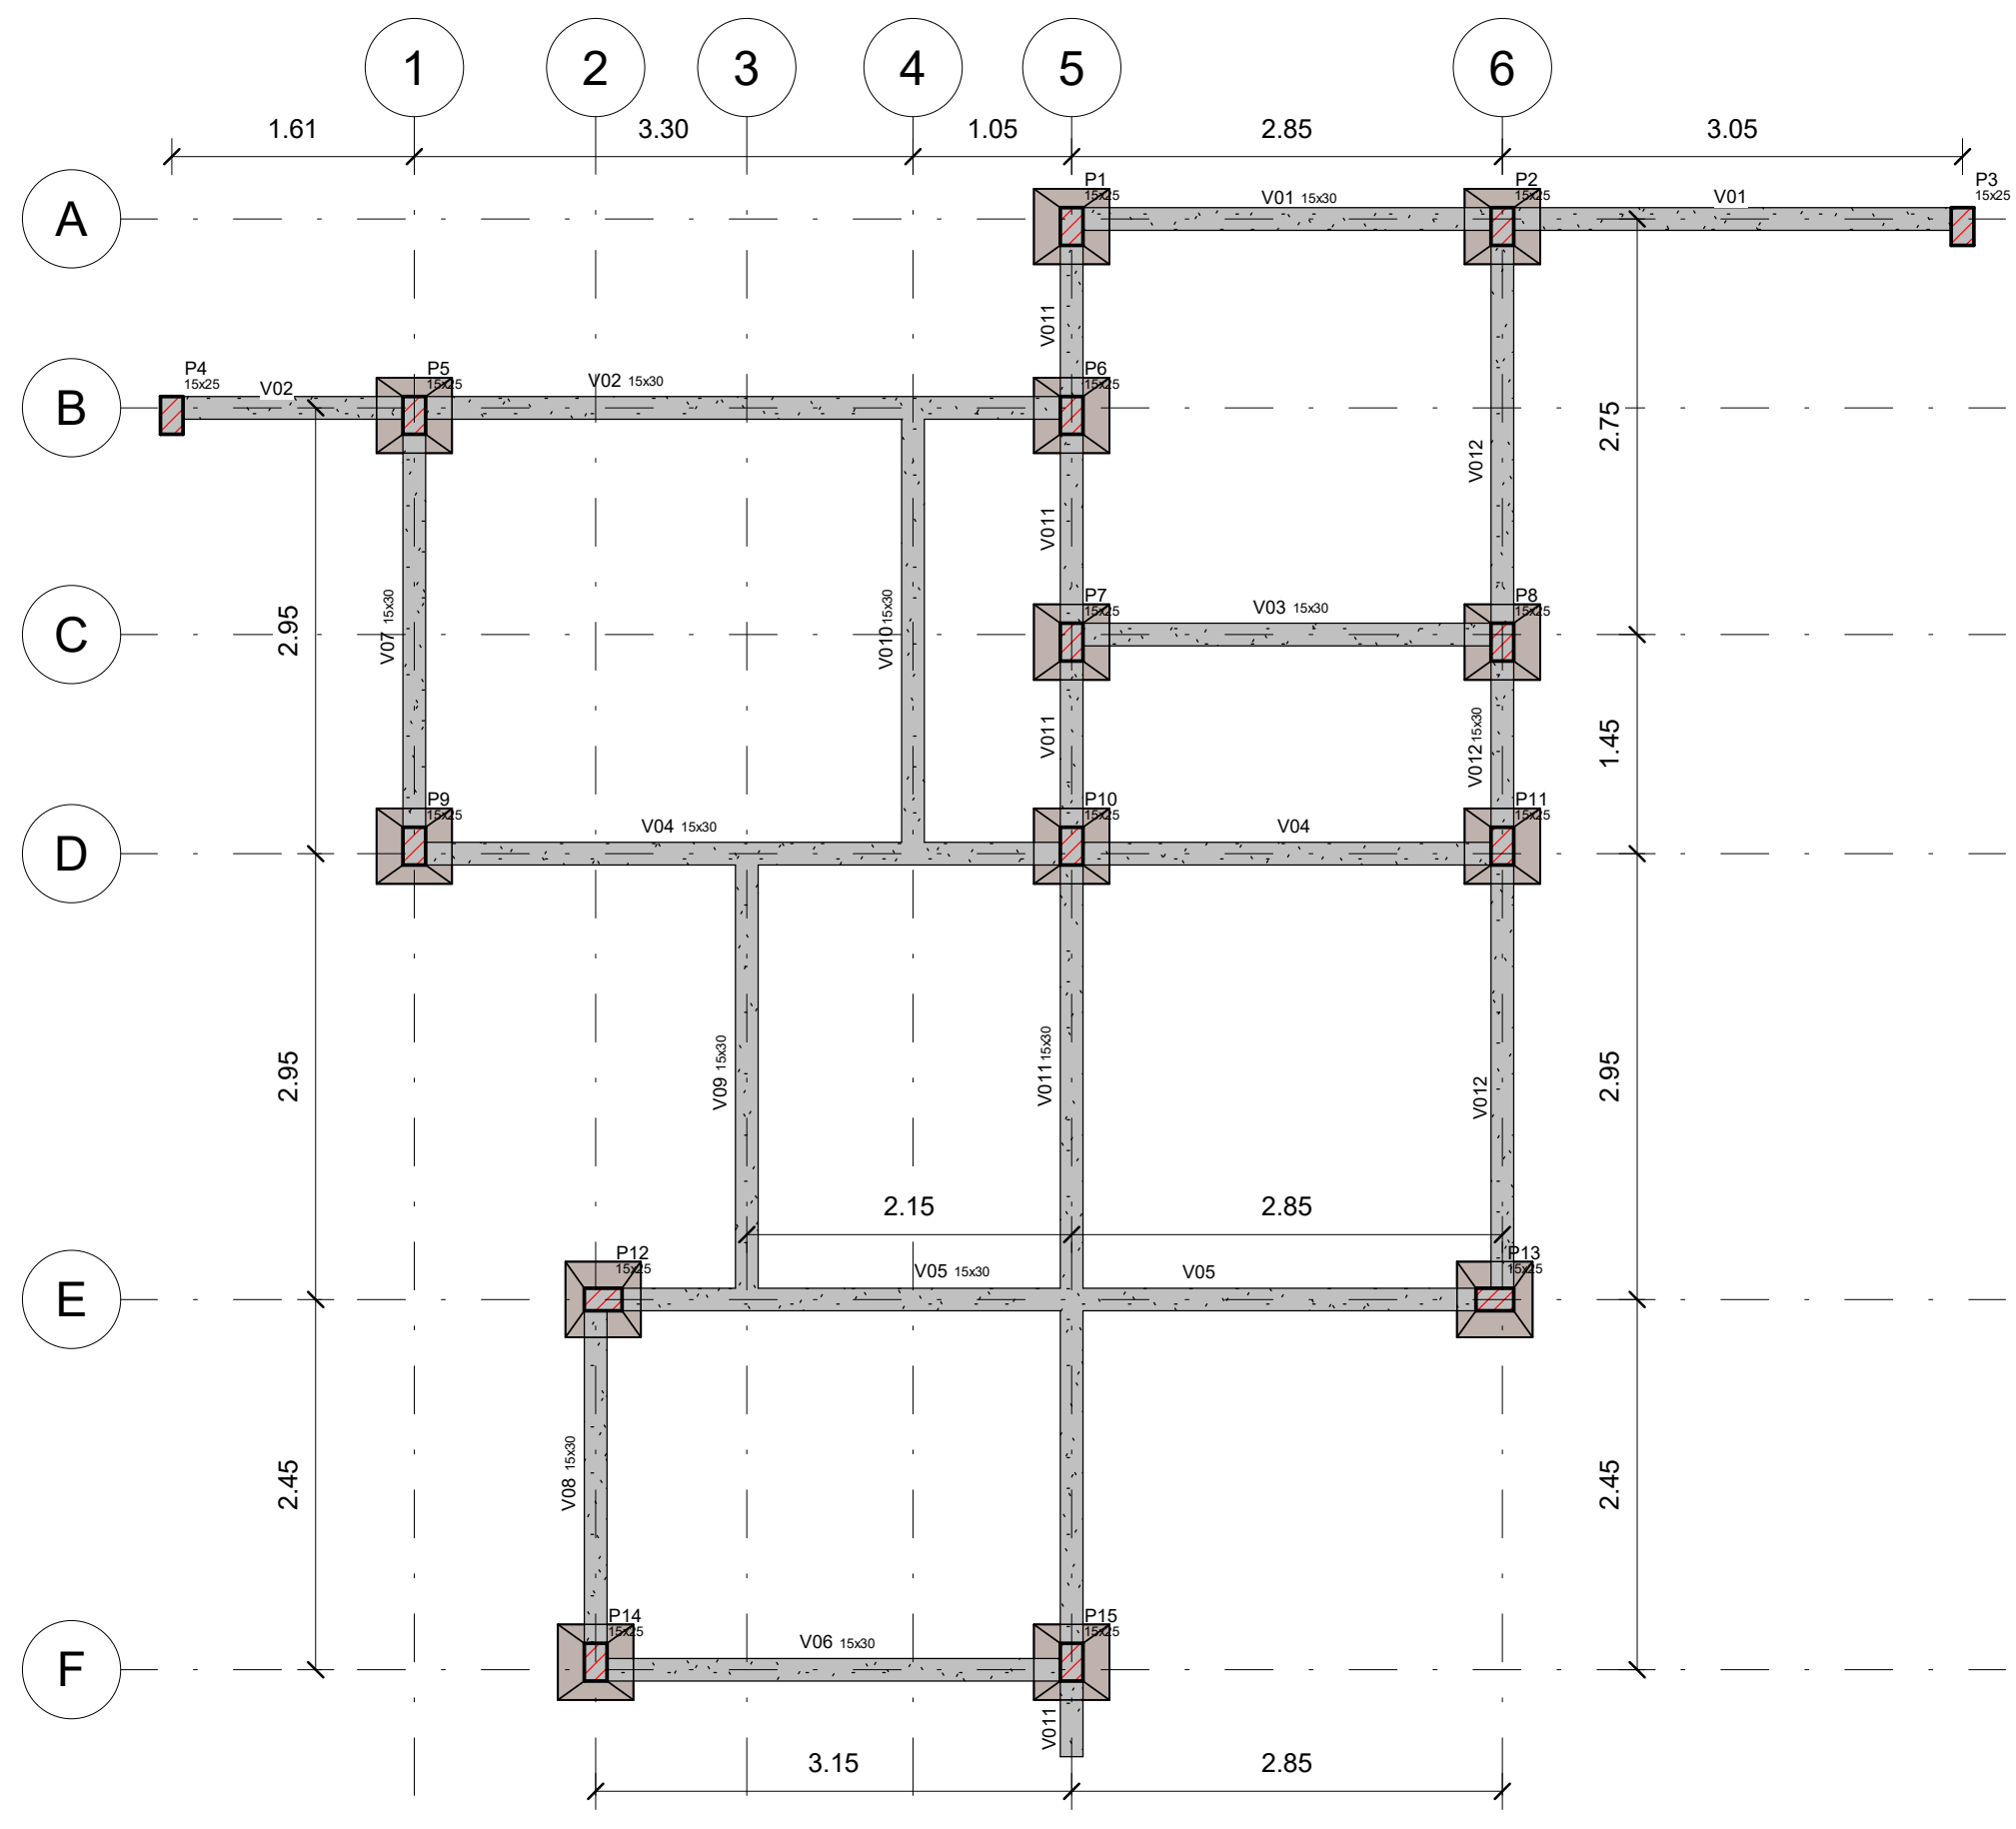 1 2 3 4 5 6
1.61 3.30 1.05 2.85 3.05
A
P1
15x25
V01 15x30
P2
15x25
V01
P3
15x25
V011
B
P4
15x25
V02
P5
15x25
V02 15x30
P6
15x25
2.75
V012
V011
C
2.95
V07 15x30
V010 15x30
P7
15x25
V03 15x30
P8
15x25
V011
V012 15x30
1.45
D
P9
15x25
V04 15x30
P10
15x25
V04
P11
15x25
2.95
V09 15x30
V011 15x30
V012
2.95
2.15 2.85
E
P12
15x25
V05 15x30
V05
P13
15x25
2.45
V08 15x30
2.45
F
P14
15x25
V06 15x30
P15
15x25
V011
3.15 2.85